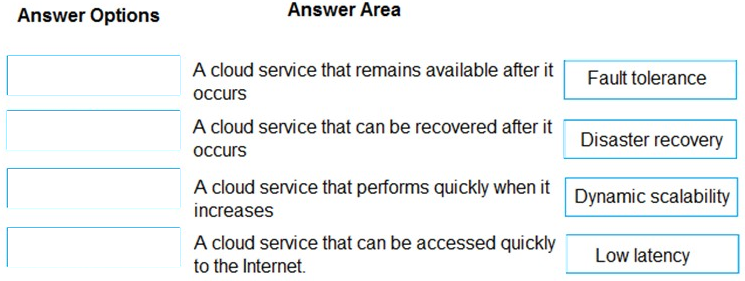 Answer Options
Answer Area
A cloud service that remains available after it
occurs
Fault tolerance
A cloud service that can be recovered after it
occurs
Disaster recovery
A cloud service that performs quickly when it
increases
Dynamic scalability
A cloud service that can be accessed quickly
to the Internet.
Low latency